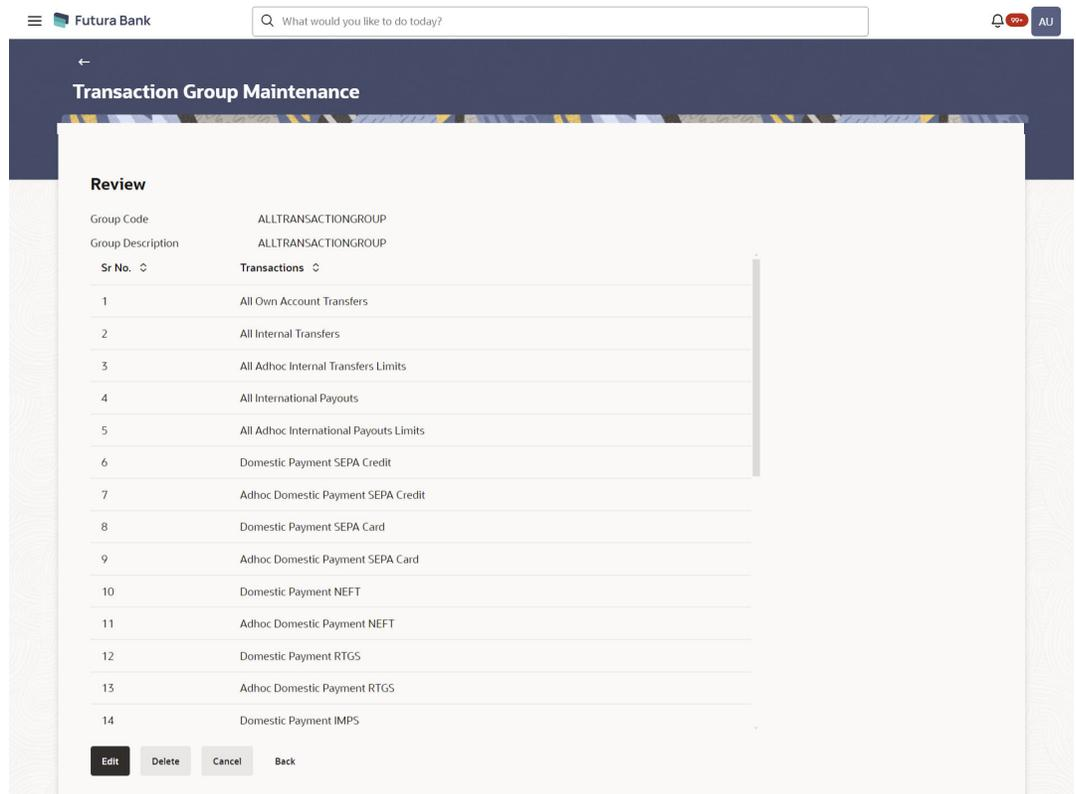 Futura Bank
What would you like to do today?
99+
AU
Transaction Group Maintenance
Review
Group Code ALLTRANSACTIONGROUP
Group Description ALLTRANSACTIONGROUP
Sr No. Transactions
1 All Own Account Transfers
2 All Internal Transfers
3 All Adhoc Internal Transfers Limits
4 All International Payouts
5 All Adhoc International Payouts Limits
6 Domestic Payment SEPA Credit
7 Adhoc Domestic Payment SEPA Credit
8 Domestic Payment SEPA Card
9 Adhoc Domestic Payment SEPA Card
10 Domestic Payment NEFT
11 Adhoc Domestic Payment NEFT
12 Domestic Payment RTGS
13 Adhoc Domestic Payment RTGS
14 Domestic Payment IMPS
Edit Delete Cancel Back